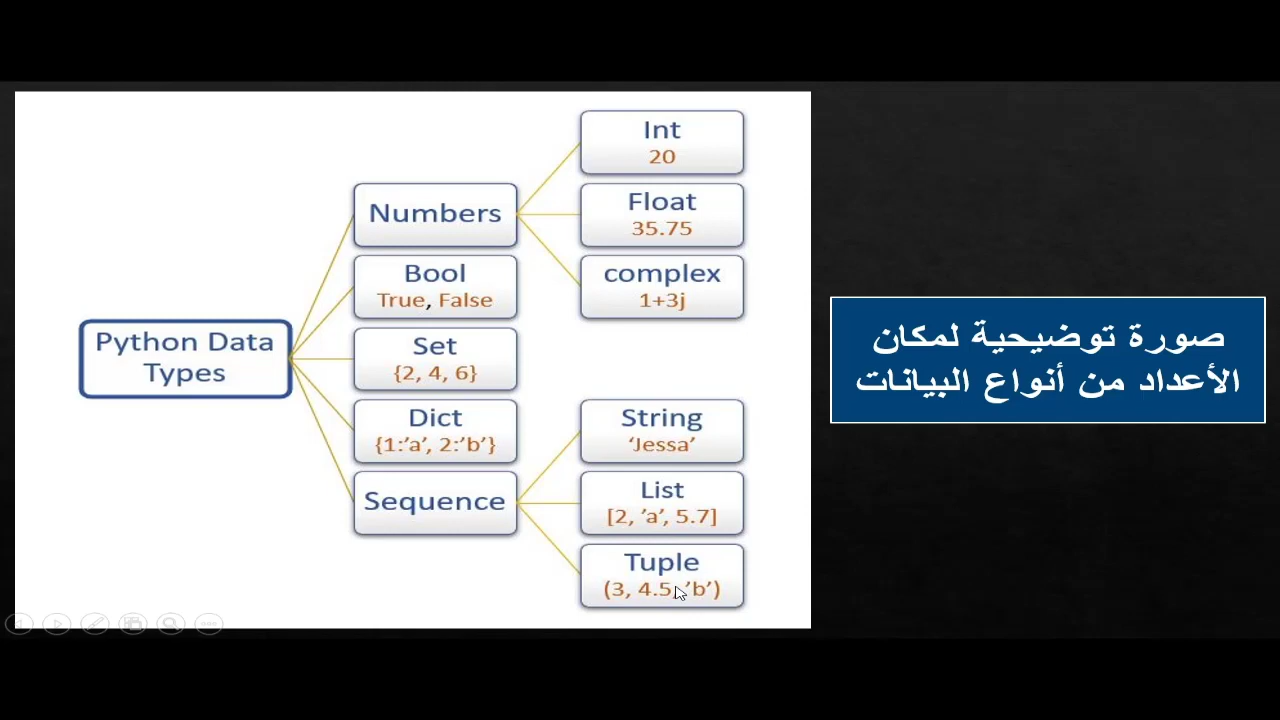 Python Data
Types
Numbers
Bool
True, False
Set
{2, 4, 6}
Dict
{1:’a’, 2:’b’}
Sequence
Int
20
Float
35.75
complex
1+3j
String
‘Jessa’
List
[2, ’a’, 5.7]
Tuple
(3, 4.5, ’b’)
صورة توضيحية لمكان
الأعداد من أنواع البيانات